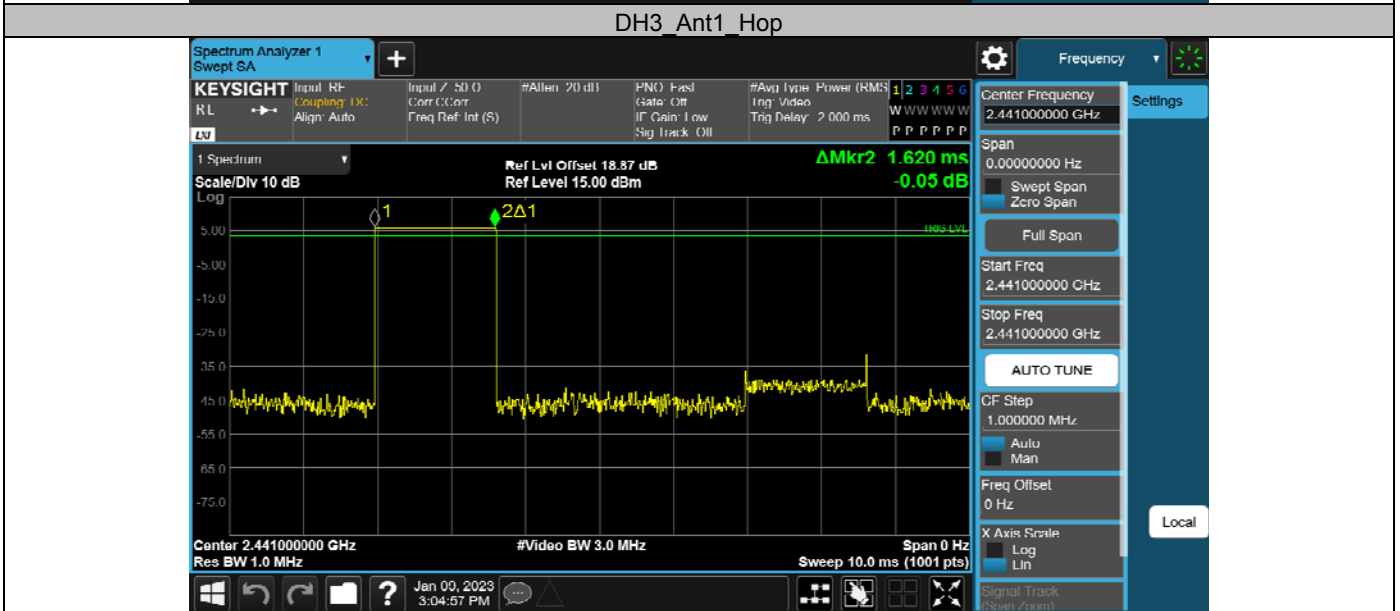 DH3_Ant1_Hop
Spectrum Analyzer 1
Swept SA
+
Frequency
KEYSIGHT
RL
LXI
Input: RF
Coupling: DC
Align: Auto
Input Z: 50 Ω
Corr CCorr
Freq Ref: Int (S)
#Atten: 20 dB
PNO: Fast
Gate: Off
IF Gain: Low
Sig Track: Off
#Avg Type: Power (RMS
Trig: Video
Trig Delay: 2.000 ms
1 2 3 4 5 6
W W W W W W
P P P P P P
Center Frequency
2.441000000 GHz
Settings
1 Spectrum
Scale/Div 10 dB
Ref Lvl Offset 18.87 dB
Ref Level 15.00 dBm
ΔMkr2 1.620 ms
-0.05 dB
Span
0.00000000 Hz
Swept Span
Zero Span
Log
1
2Δ1
TRIG LVL
5.00
-5.00
-15.0
-25.0
-35.0
-45.0
-55.0
-65.0
-75.0
Full Span
Start Freq
2.441000000 GHz
Stop Freq
2.441000000 GHz
AUTO TUNE
CF Step
1.000000 MHz
Auto
Man
Freq Offset
0 Hz
Local
X Axis Scale
Log
Lin
Center 2.441000000 GHz
Res BW 1.0 MHz
#Video BW 3.0 MHz
Span 0 Hz
Sweep 10.0 ms (1001 pts)
?
Jan 09, 2023
3:04:57 PM
Signal Track
(Span Zoom)